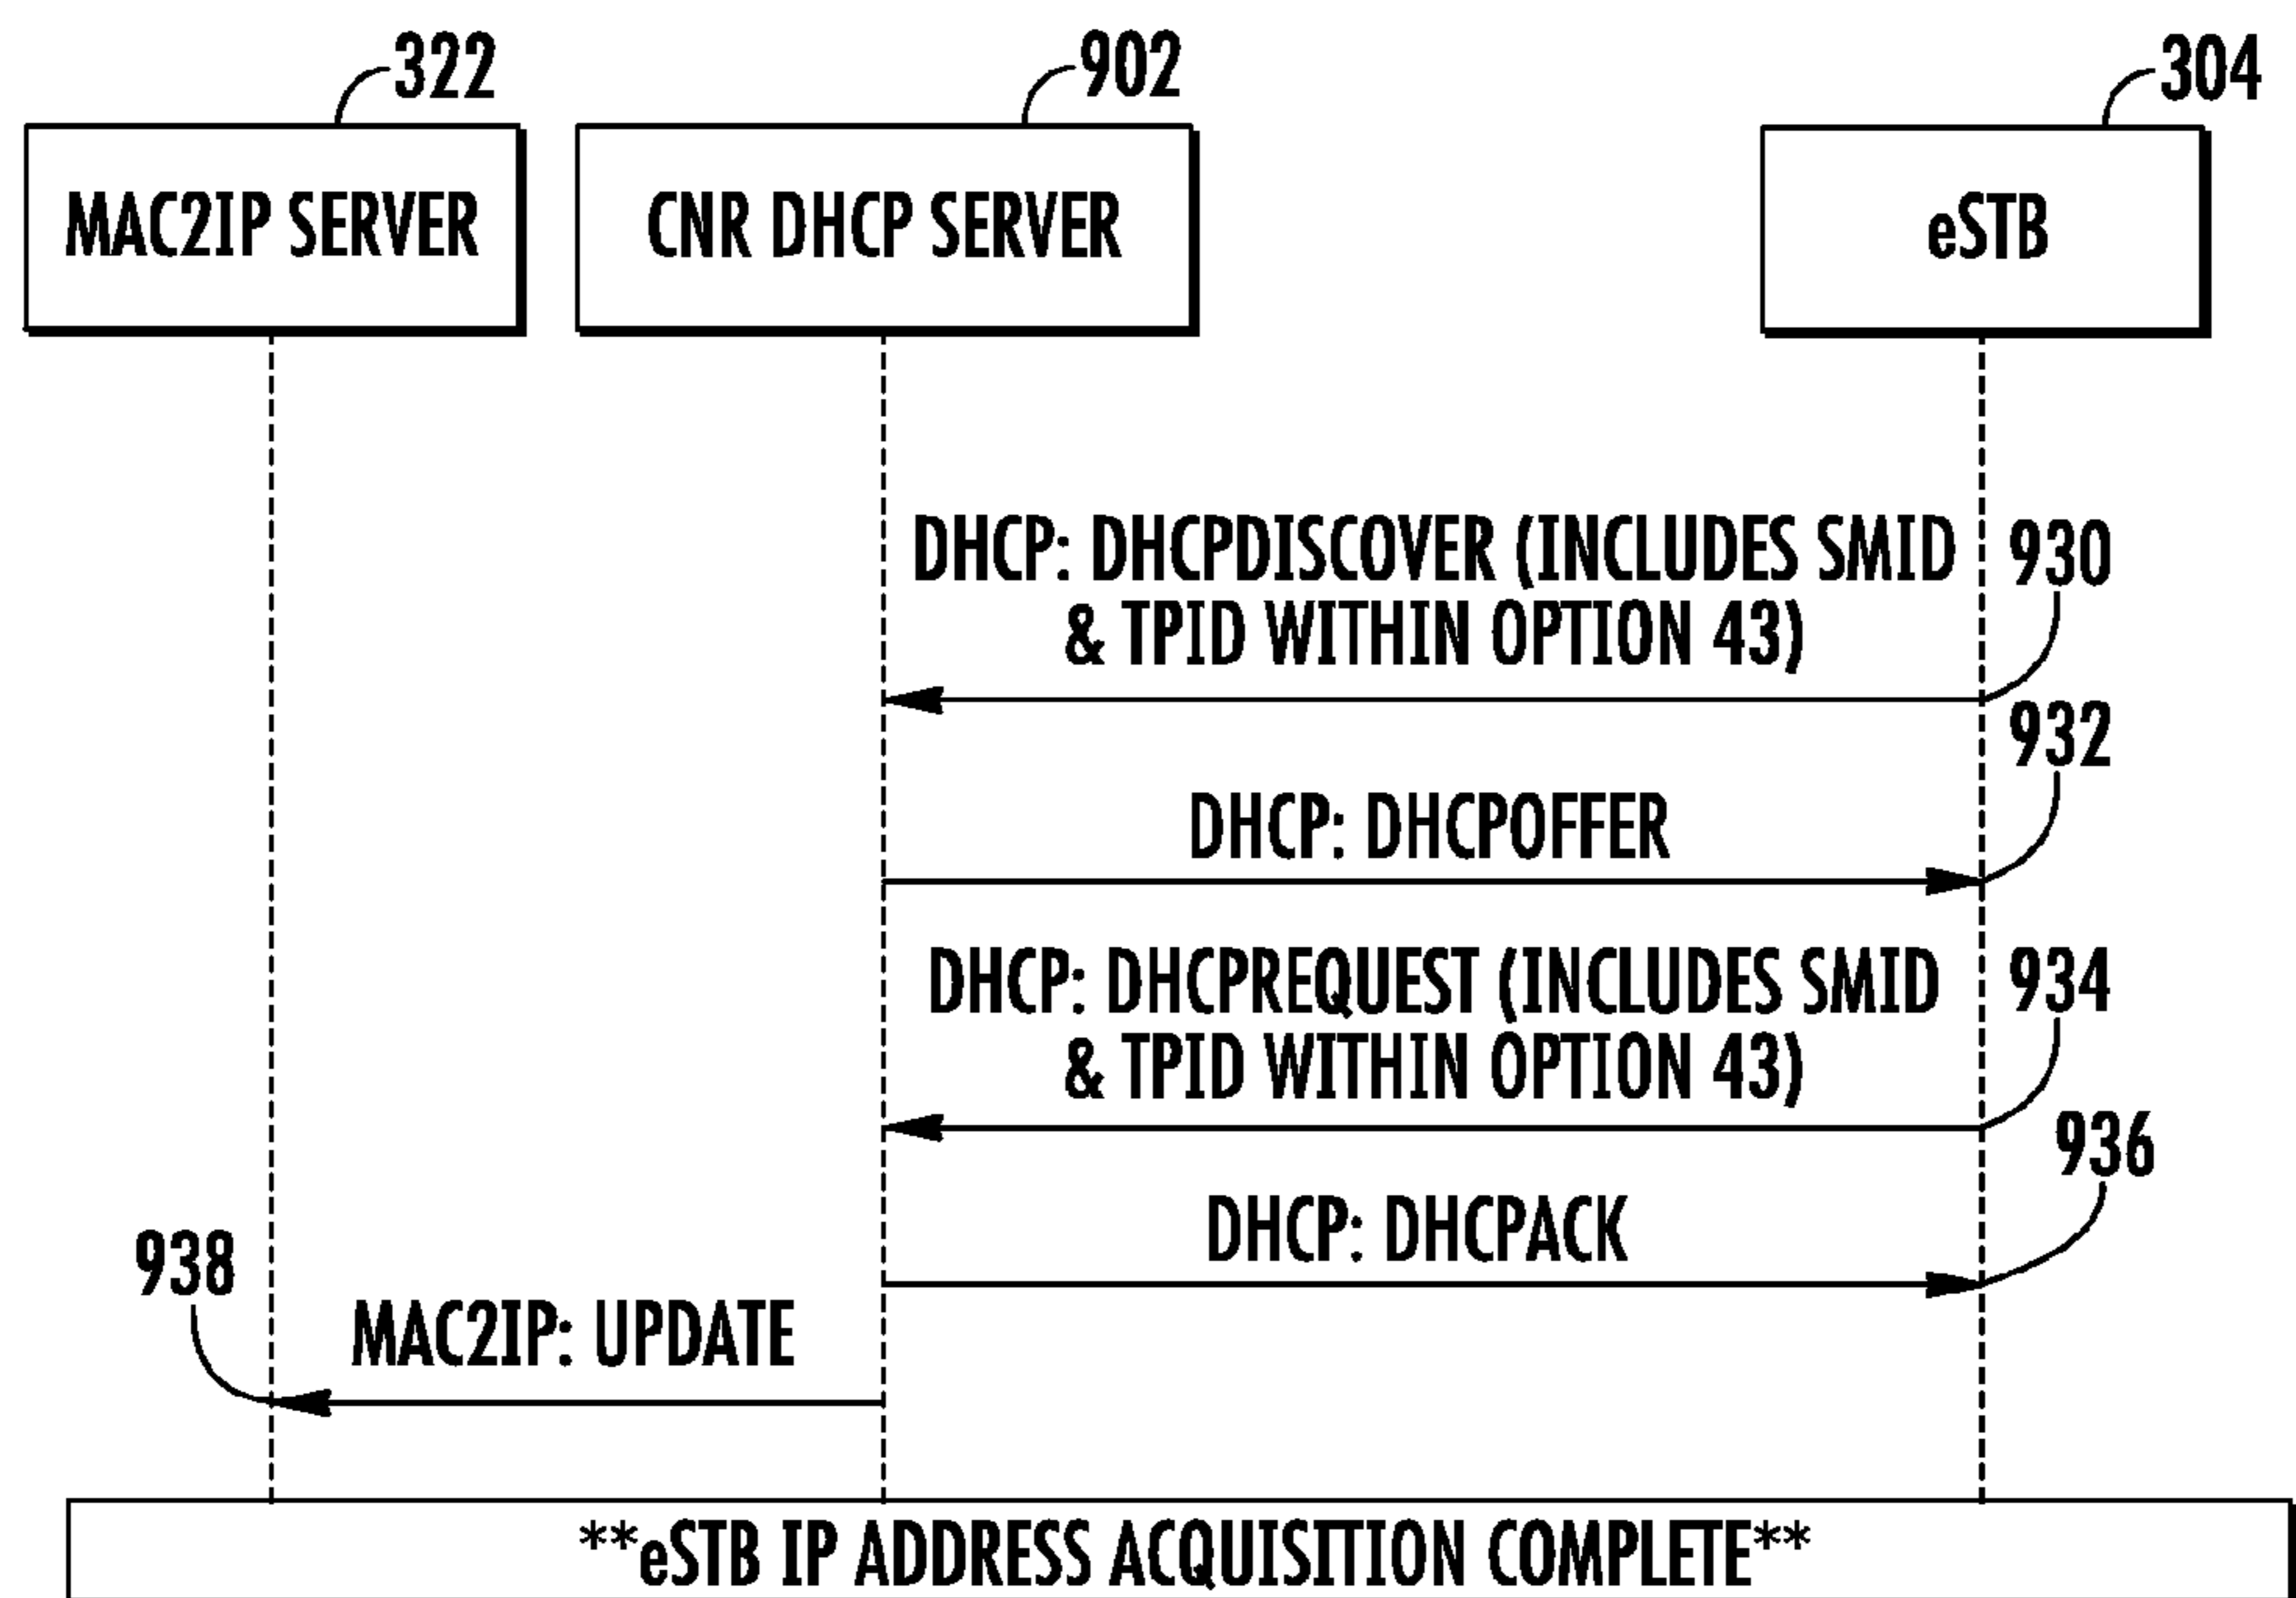 322
902
304
MAC2IP SERVER
CNR DHCP SERVER
eSTB
DHCP: DHCPDISCOVER (INCLUDES SMID
& TPID WITHIN OPTION 43)
930
932
DHCP: DHCPOFFER
DHCP: DHCPREQUEST (INCLUDES SMID
& TPID WITHIN OPTION 43)
934
936
DHCP: DHCPACK
938
MAC2IP: UPDATE
**eSTB IP ADDRESS ACQUISITION COMPLETE**